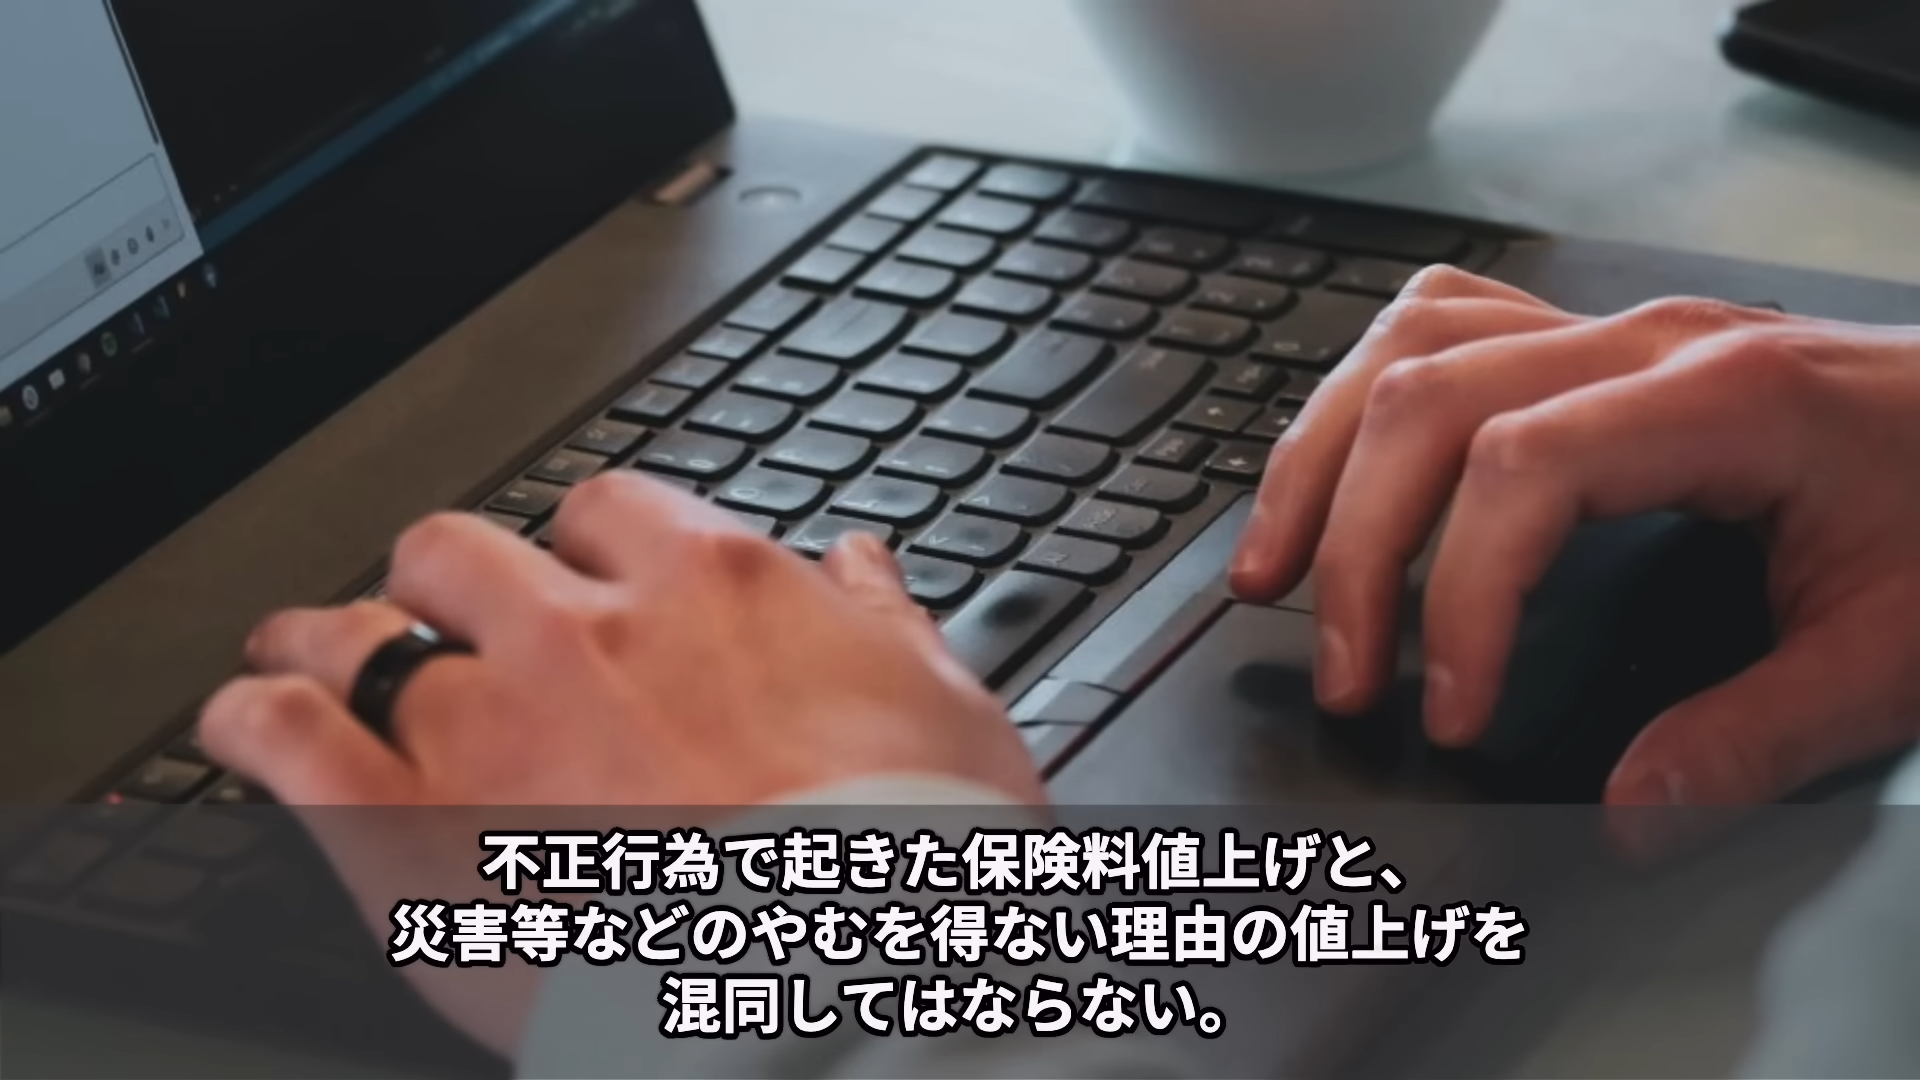 不正行為で起きた保険料値上げと、
災害等などのやむを得ない理由の値上げを
混同してはならない。